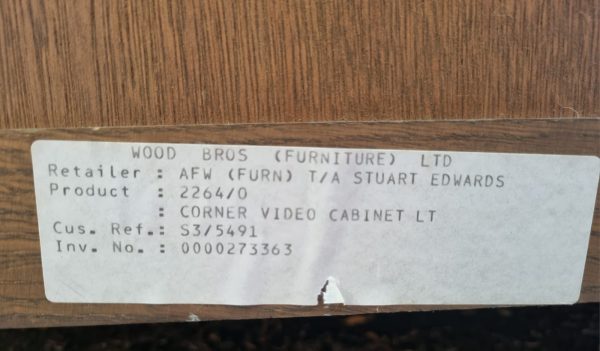 WOOD BROS (FURNITURE) LTD
Retailer : AFW (FURN) T/A STUART EDWARDS
Product : 2264/0
: CORNER VIDEO CABINET LT
Cus. Ref.: S3/5491
Inv. No. : 0000273363